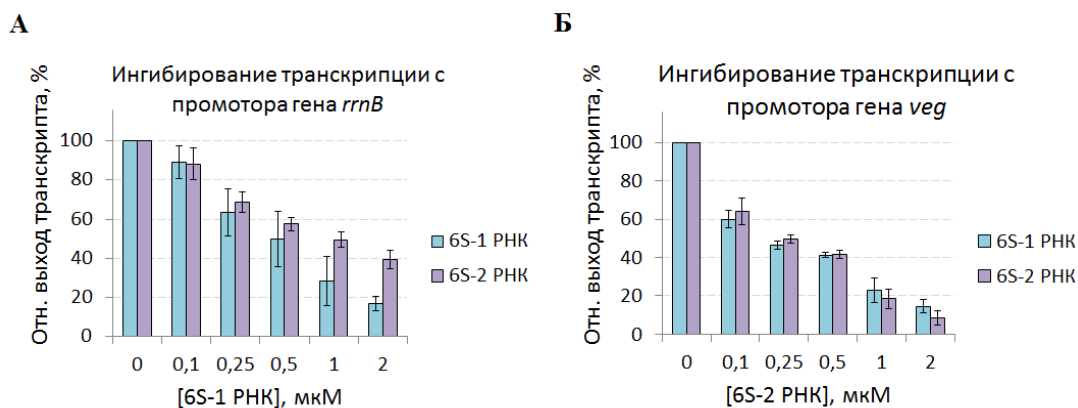 А
Ингибирование транскрипции с
промотора гена rrnB
Отн. выход транскрипта, %
100
80
60
40
20
0
0 0,1 0,25 0,5 1 2
[6S-1 РНК], мкМ
6S-1 РНК
6S-2 РНК
Б
Ингибирование транскрипции с
промотора гена veg
Отн. выход транскрипта, %
100
80
60
40
20
0
0 0,1 0,25 0,5 1 2
[6S-2 РНК], мкМ
6S-1 РНК
6S-2 РНК